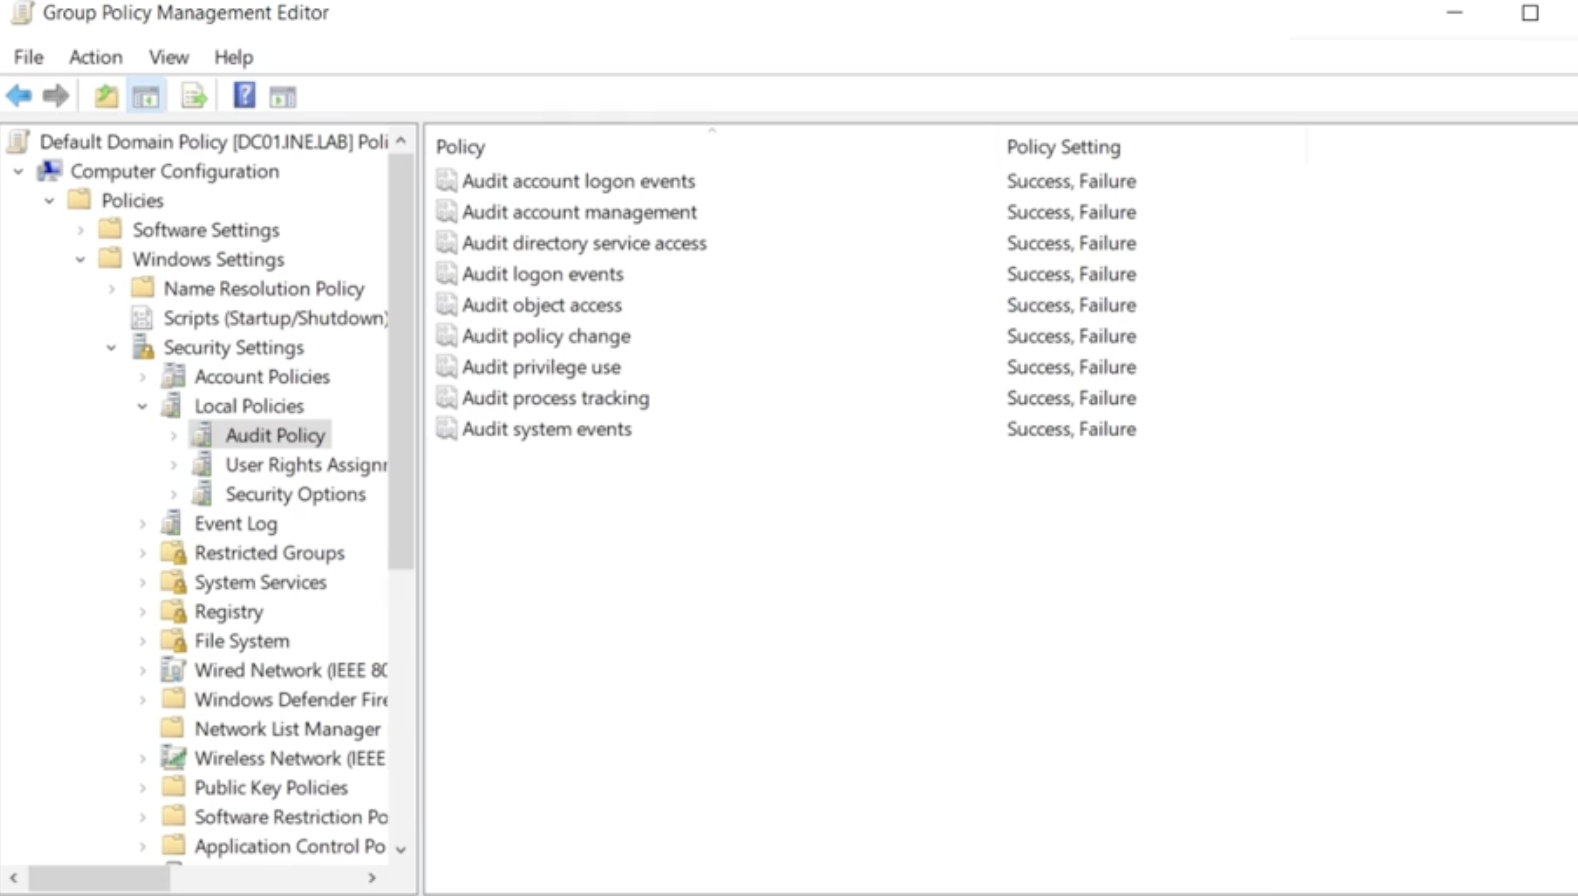 Group Policy Management Editor
File Action View Help
Default Domain Policy [DC01.INE.LAB] Poli
Computer Configuration
Policies
Software Settings
Windows Settings
Name Resolution Policy
Scripts (Startup/Shutdown)
Security Settings
Account Policies
Local Policies
Audit Policy
User Rights Assignm
Security Options
Event Log
Restricted Groups
System Services
Registry
File System
Wired Network (IEEE 80
Windows Defender Fire
Network List Manager
Wireless Network (IEEE
Public Key Policies
Software Restriction Po
Application Control Po
Policy Policy Setting
Audit account logon events Success, Failure
Audit account management Success, Failure
Audit directory service access Success, Failure
Audit logon events Success, Failure
Audit object access Success, Failure
Audit policy change Success, Failure
Audit privilege use Success, Failure
Audit process tracking Success, Failure
Audit system events Success, Failure